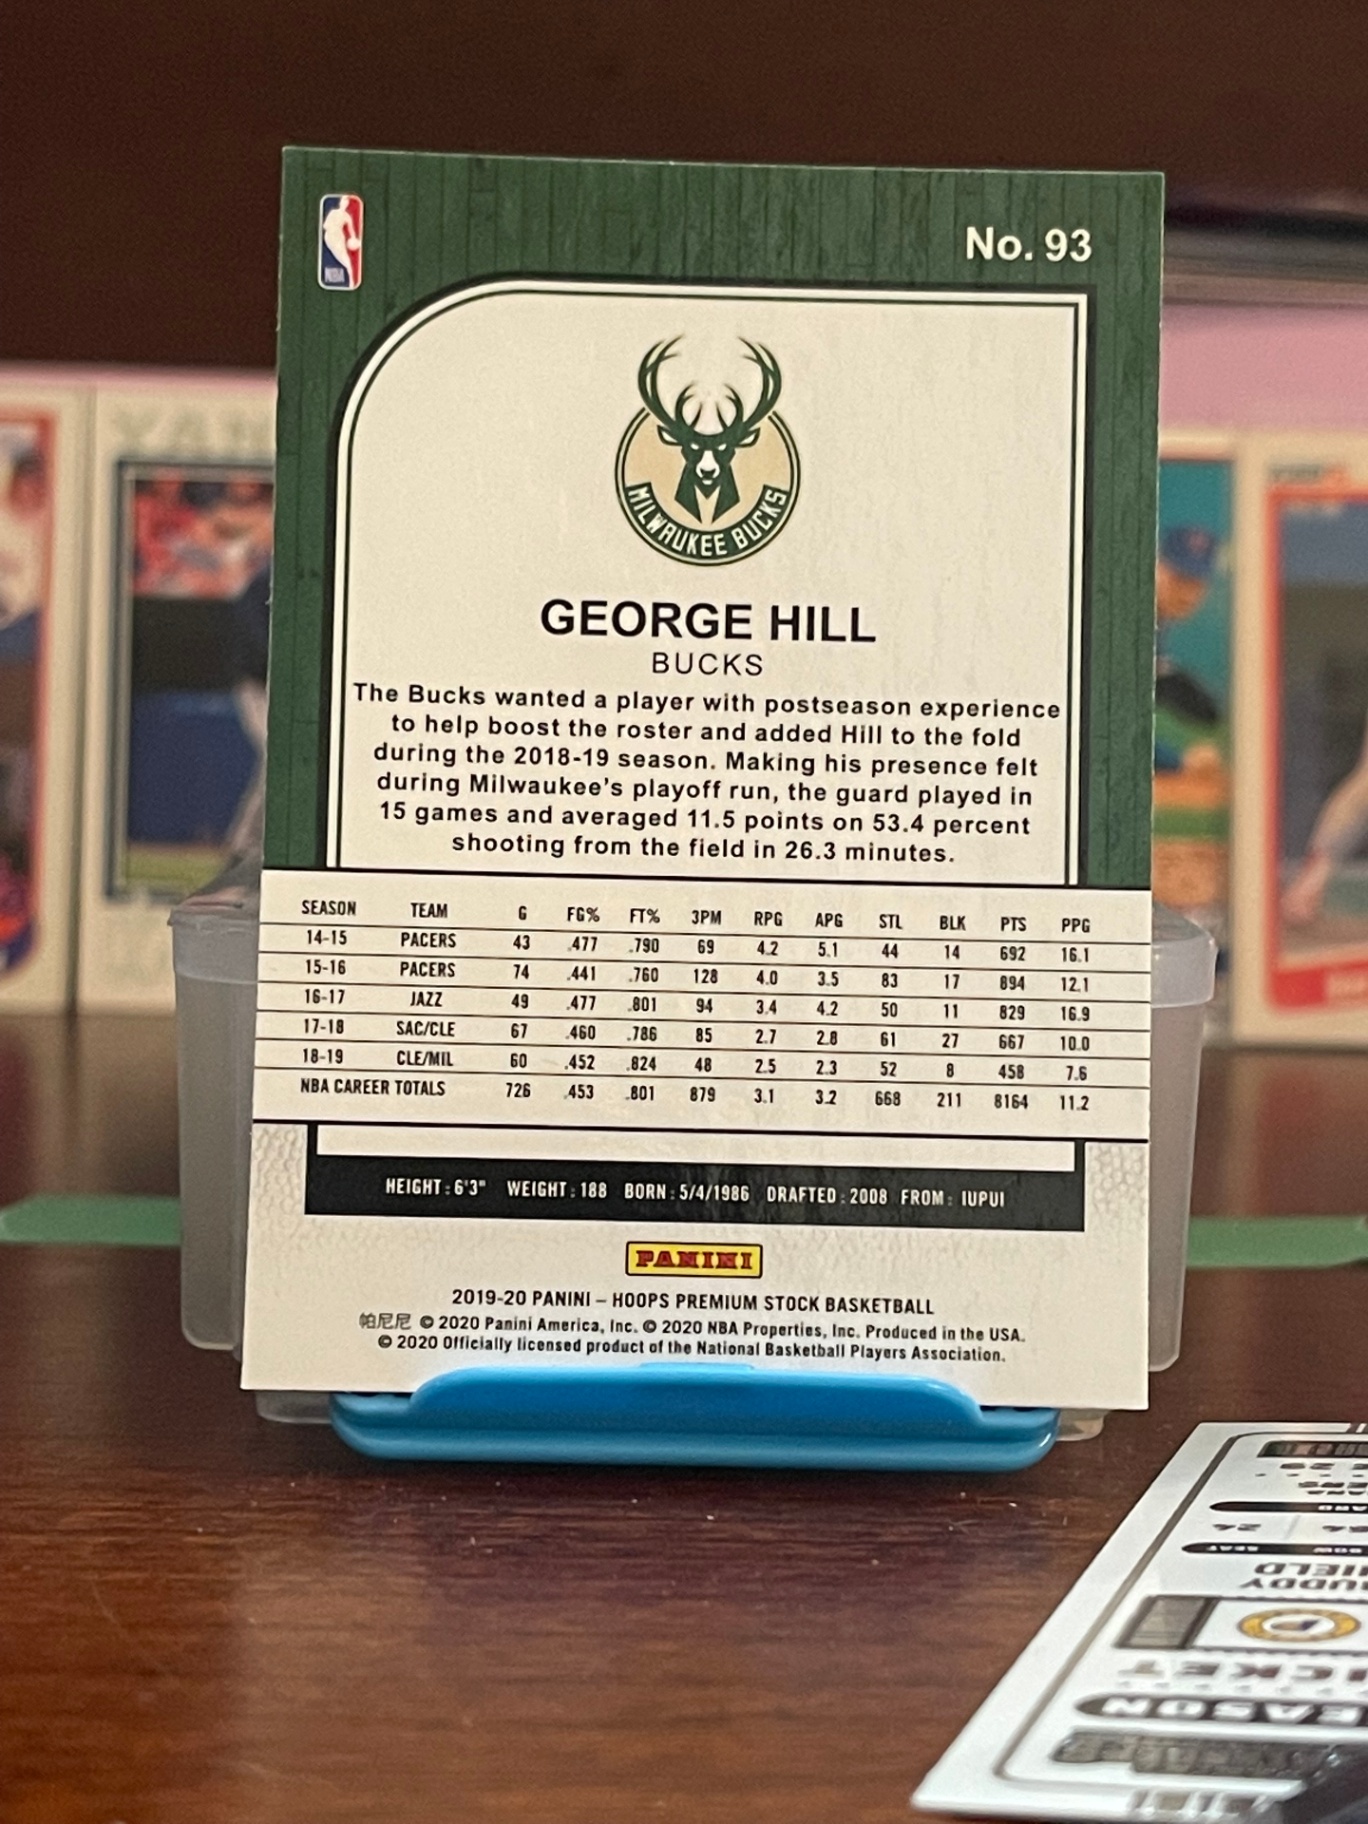 No. 93
NBA
MILWAUKEE BUCKS
GEORGE HILL
BUCKS
The Bucks wanted a player with postseason experience
to help boost the roster and added Hill to the fold
during the 2018-19 season. Making his presence felt
during Milwaukee's playoff run, the guard played in
15 games and averaged 11.5 points on 53.4 percent
shooting from the field in 26.3 minutes.
SEASON TEAM G FG% FT% 3PM RPG APG STL BLK PTS PPG
14-15 PACERS 43 .477 .790 69 4.2 5.1 44 14 692 16.1
15-16 PACERS 74 .441 .760 128 4.0 3.5 83 17 894 12.1
16-17 JAZZ 49 .477 .801 94 3.4 4.2 50 11 829 16.9
17-18 SAC/CLE 67 .460 .786 85 2.7 2.8 61 27 667 10.0
18-19 CLE/MIL 60 .452 .824 48 2.5 2.3 52 8 458 7.6
NBA CAREER TOTALS 726 .453 .801 879 3.1 3.2 668 211 8164 11.2
HEIGHT: 6'3" WEIGHT: 188 BORN: 5/4/1986 DRAFTED: 2008 FROM: IUPUI
PANINI
2019-20 PANINI – HOOPS PREMIUM STOCK BASKETBALL
帕尼尼 © 2020 Panini America, Inc. © 2020 NBA Properties, Inc. Produced in the USA.
© 2020 Officially licensed product of the National Basketball Players Association.